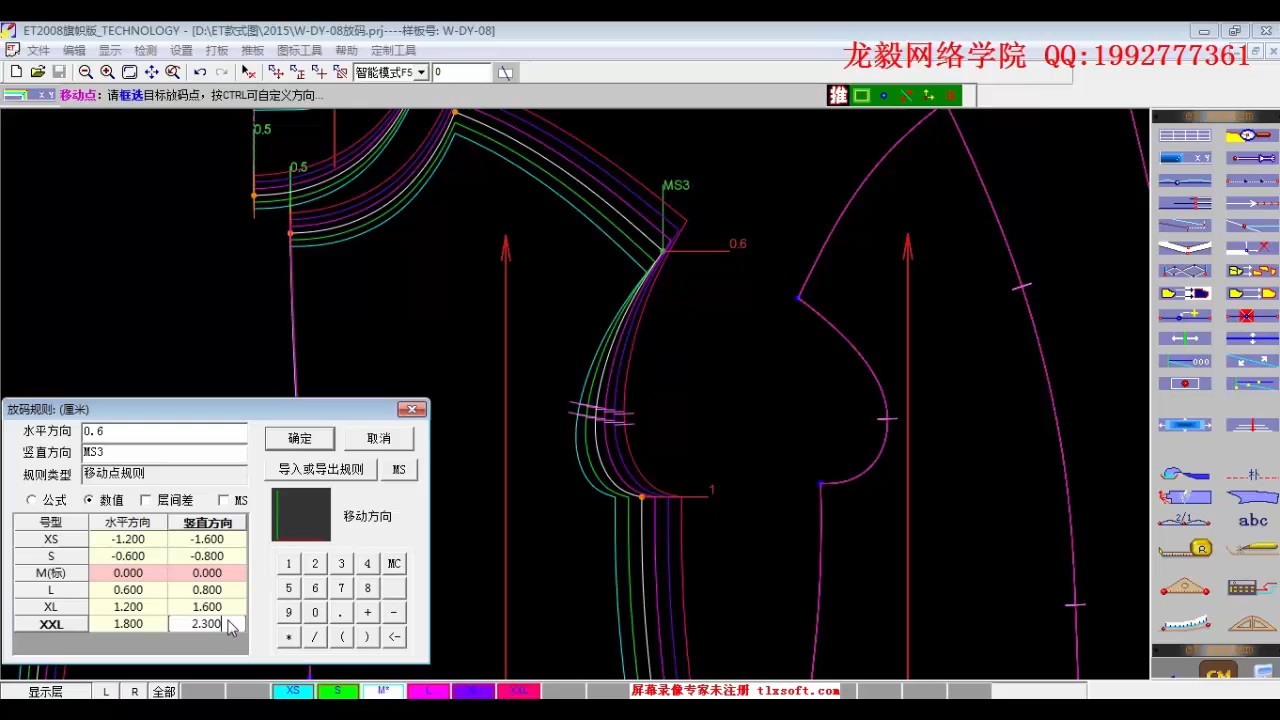 ET2008旗帜版_TECHNOLOGY - [D:\ET款式图\2015\W-DY-08放码.prj----样板号: W-DY-08]
文件 编辑 显示 检测 设置 打板 推板 图标工具 帮助 定制工具
龙毅网络学院 QQ:1992777361
智能模式F5 0
X Y 移动点: 请框选目标放码点, 按CTRL可自定义方向...
推
0.5
0.5
MS3
0.6
1
放码规则: (厘米)
水平方向 0.6
竖直方向 MS3
规则类型 移动点规则
确定 取消
导入或导出规则 MS
公式 数值 层间差 MS
移动方向
号型 水平方向 竖直方向
XS -1.200 -1.600
S -0.600 -0.800
M(标) 0.000 0.000
L 0.600 0.800
XL 1.200 1.600
XXL 1.800 2.300
1 2 3 4 MC
5 6 7 8
9 0 . + -
* / ( ) <-
X Y
000
朴
2/1
abc
R
显示层 L R 全部 XS S M* L XXL
屏幕录像专家未注册 tlxsoft.com